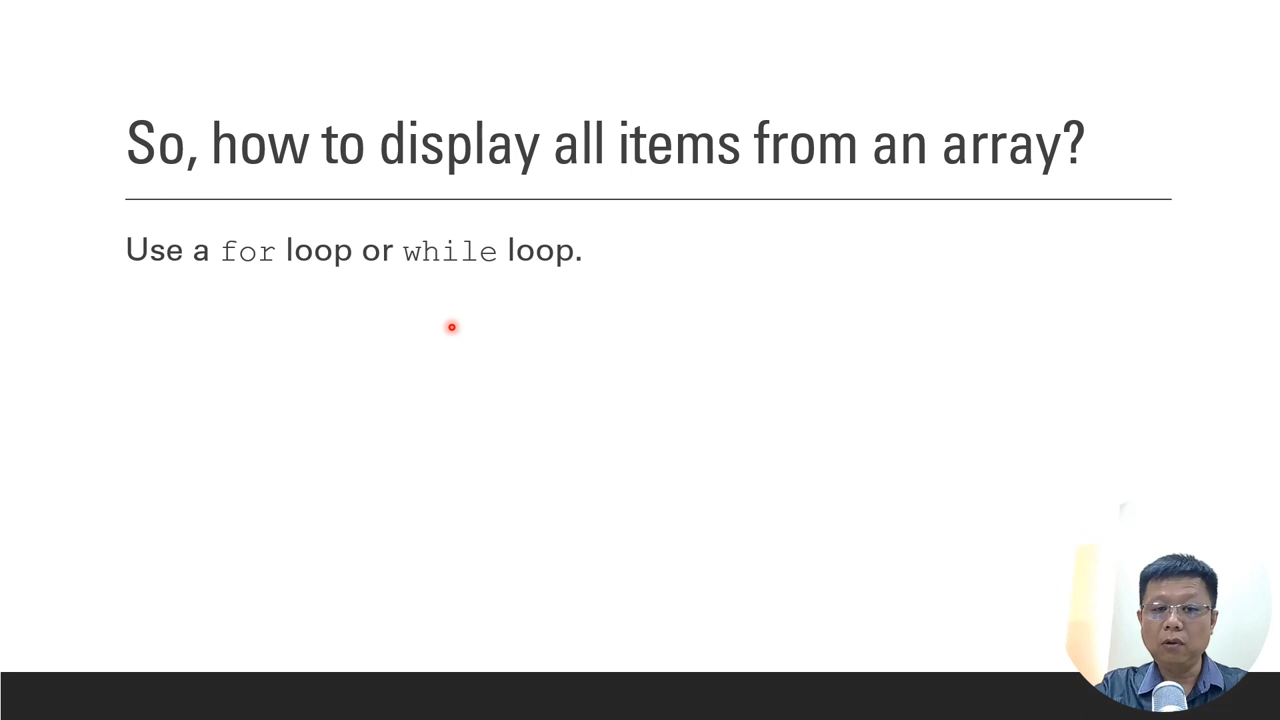 So, how to display all items from an array?
Use a for loop or while loop.